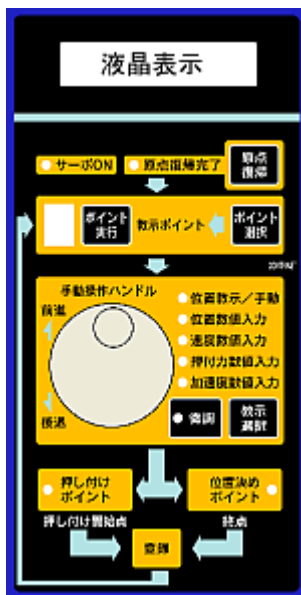 液晶表示
サーボON
原点復帰完了
原点
復帰
ポイント
実行
教示ポイント
ポイント
選択
手動操作ハンドル
前進
後退
位置教示／手動
位置数値入力
速度数値入力
押付力数値入力
加速度数値入力
微調
教示
選択
押し付け
ポイント
位置決め
ポイント
押し付け開始点
終点
登録